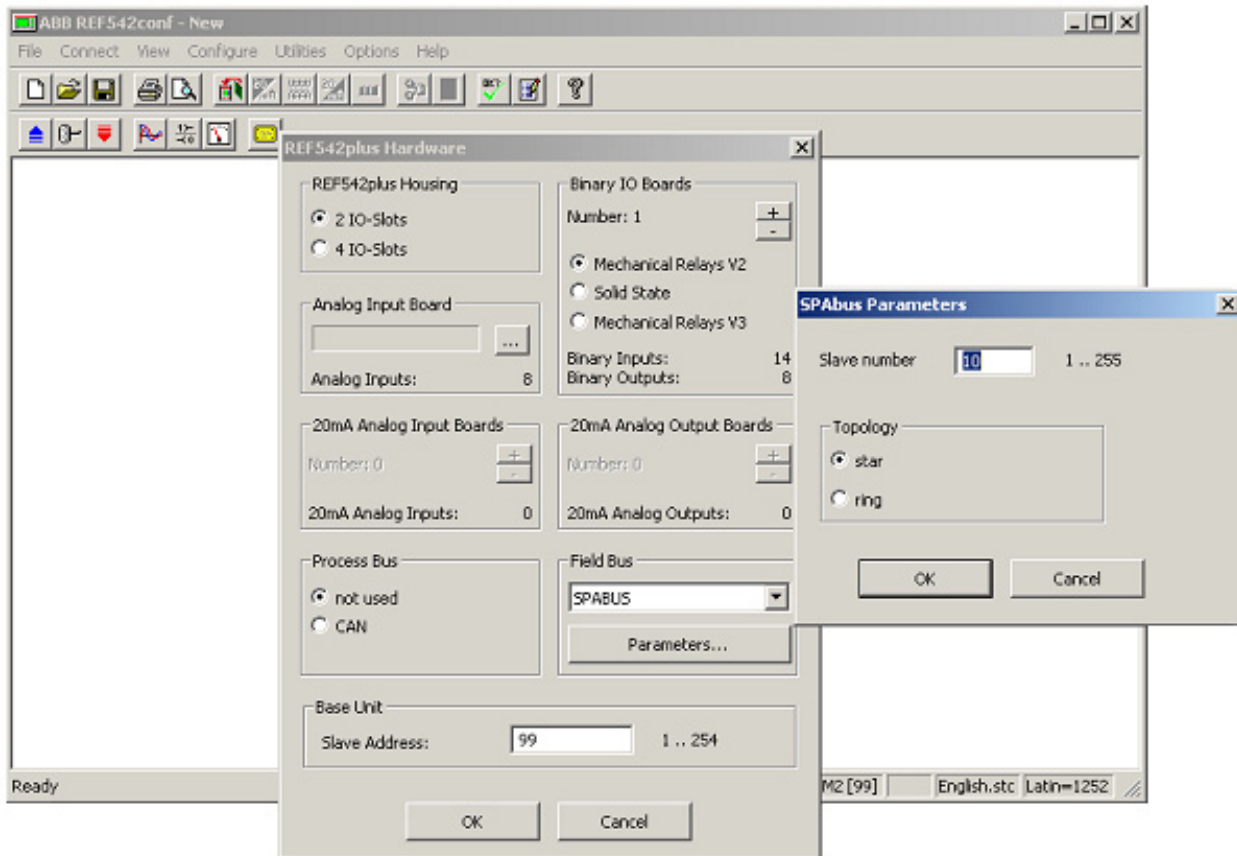 ABB REF542conf - New
File Connect View Configure Utilities Options Help
REF542plus Hardware
REF542plus Housing
2 IO-Slots
4 IO-Slots
Analog Input Board
...
Analog Inputs: 8
20mA Analog Input Boards
Number: 0
+
-
20mA Analog Inputs: 0
Process Bus
not used
CAN
Binary IO Boards
Number: 1
+
-
Mechanical Relays V2
Solid State
Mechanical Relays V3
Binary Inputs: 14
Binary Outputs: 8
20mA Analog Output Boards
Number: 0
+
-
20mA Analog Outputs: 0
Field Bus
SPABUS
Parameters...
Base Unit
Slave Address: 99 1 .. 254
OK Cancel
SPAbus Parameters
Slave number 10 1 .. 255
Topology
star
ring
OK Cancel
Ready
M2 [99] English.stc Latin=1252